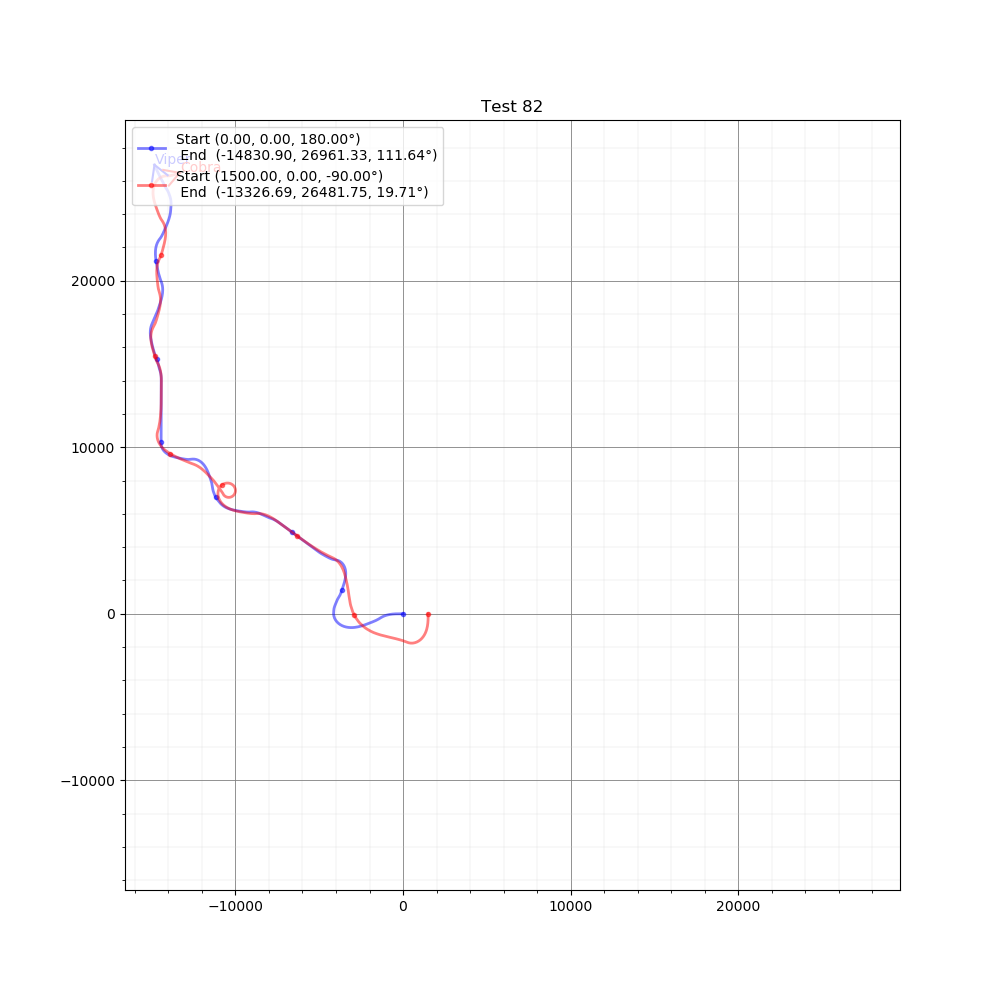 Test 82
Start (0.00, 0.00, 180.00°)
End (-14830.90, 26961.33, 111.64°)
Start (1500.00, 0.00, -90.00°)
End (-13326.69, 26481.75, 19.71°)
Viper
Cobra
20000
10000
0
−10000
−10000
0
10000
20000